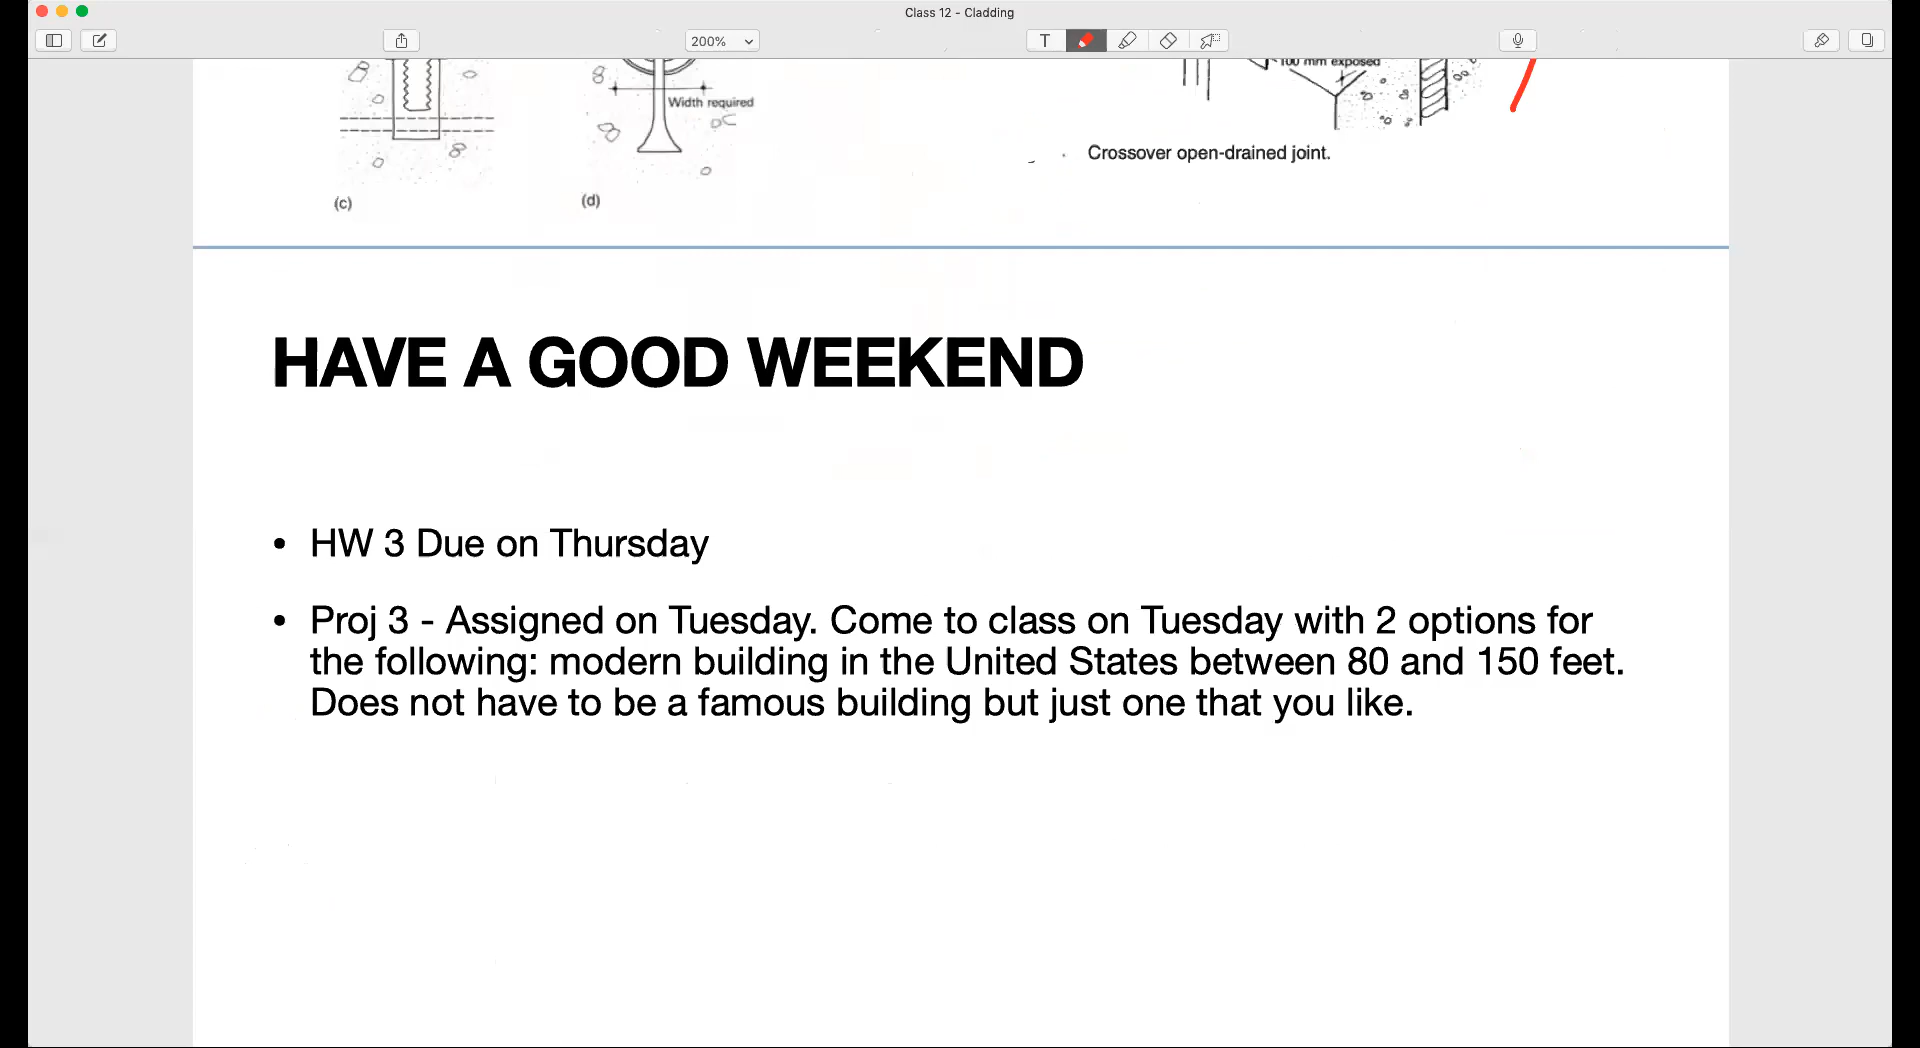 Class 12 - Cladding
200%
T
100 mm exposed
Width required
Crossover open-drained joint.
(c)
(d)
HAVE A GOOD WEEKEND
• HW 3 Due on Thursday
• Proj 3 - Assigned on Tuesday. Come to class on Tuesday with 2 options for
the following: modern building in the United States between 80 and 150 feet.
Does not have to be a famous building but just one that you like.